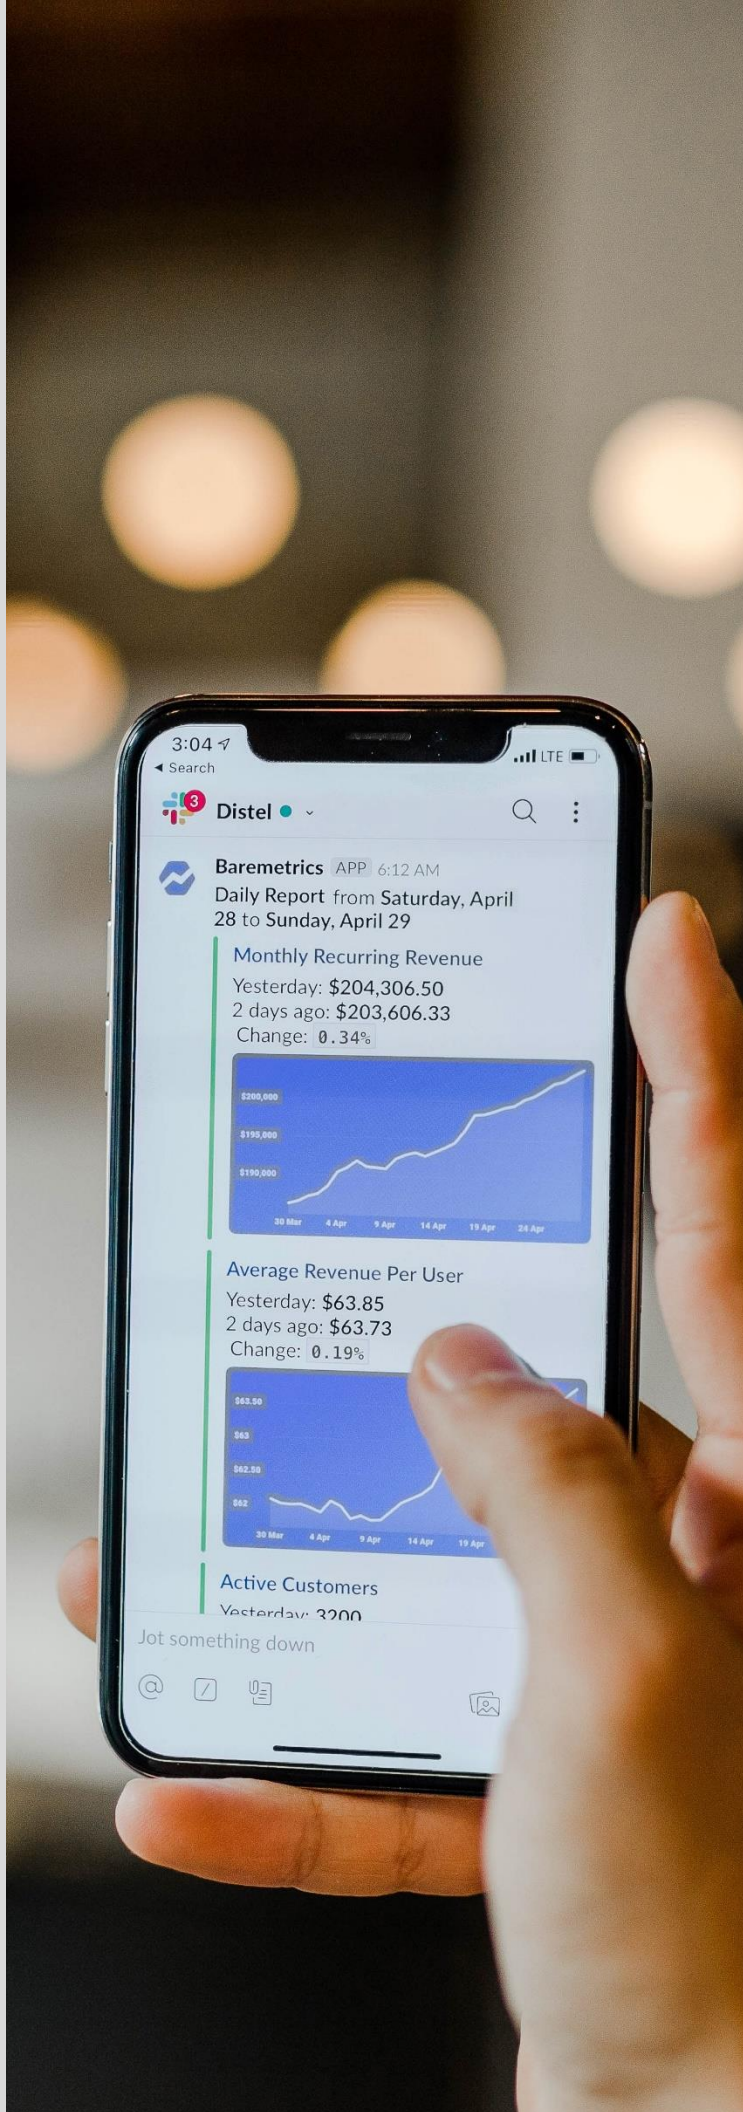 3:04
◀ Search
LTE
3
Distel
Baremetrics APP 6:12 AM
Daily Report from Saturday, April
28 to Sunday, April 29
Monthly Recurring Revenue
Yesterday: $204,306.50
2 days ago: $203,606.33
Change: 0.34%
$200,000
$195,000
$190,000
30 Mar 4 Apr 9 Apr 14 Apr 19 Apr 24 Apr
Average Revenue Per User
Yesterday: $63.85
2 days ago: $63.73
Change: 0.19%
$63.50
$63
$62.50
$62
30 Mar 4 Apr 9 Apr 14 Apr 19 Apr
Active Customers
Yesterday: 3200
Jot something down
@
/